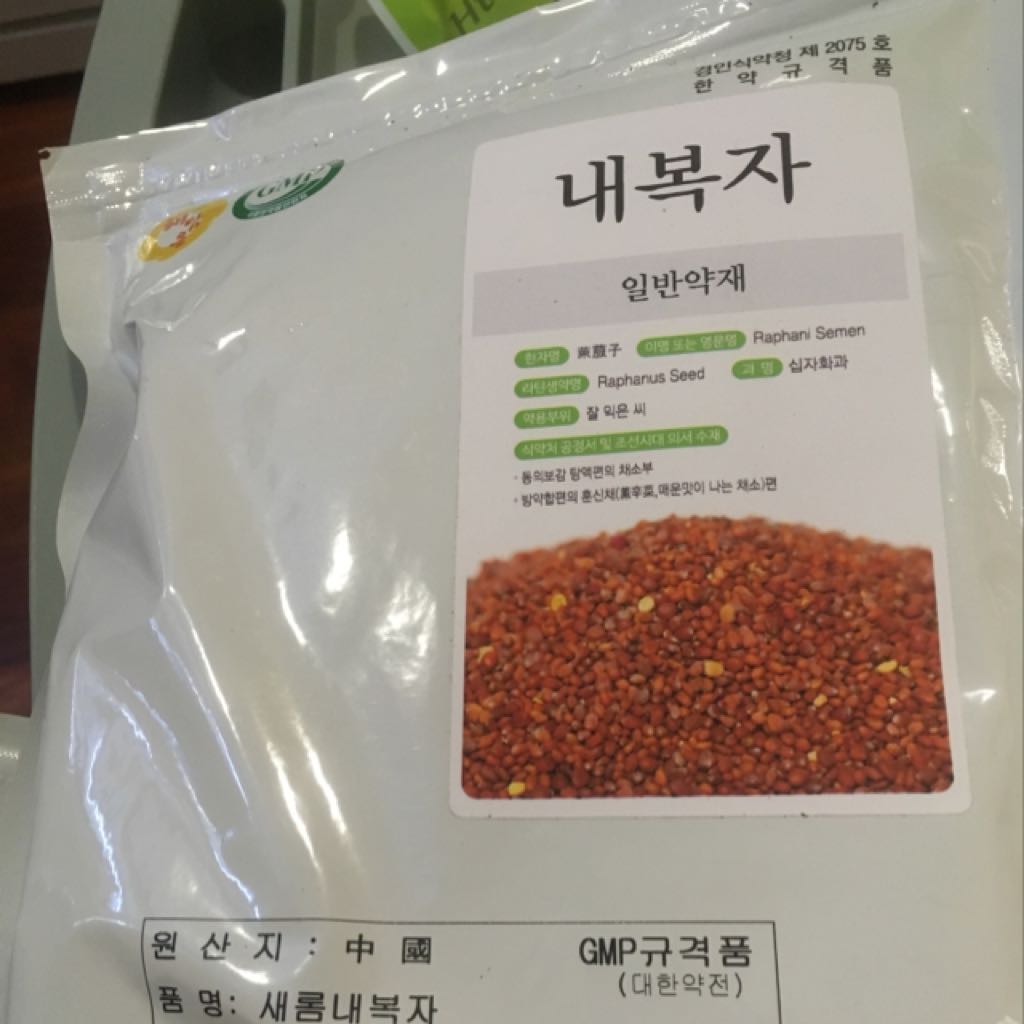 경인식약청 제 2075 호
한 약 규 격 품
GMP
내복자
일반약재
한자명 이명 또는 영문명 Raphani Semen
라틴생약명 Raphanus Seed 과 명 십자화과
약용부위 잘 익은 씨
식약처 공정서 및 조선시대 의서 수재
· 동의보감 탕액편의 채소부
· 방약합편의 훈신채(葷辛菜,매운맛이 나는 채소)편
원 산 지 : 中 國 GMP규격품
(대한약전)
품 명: 새롬내복자